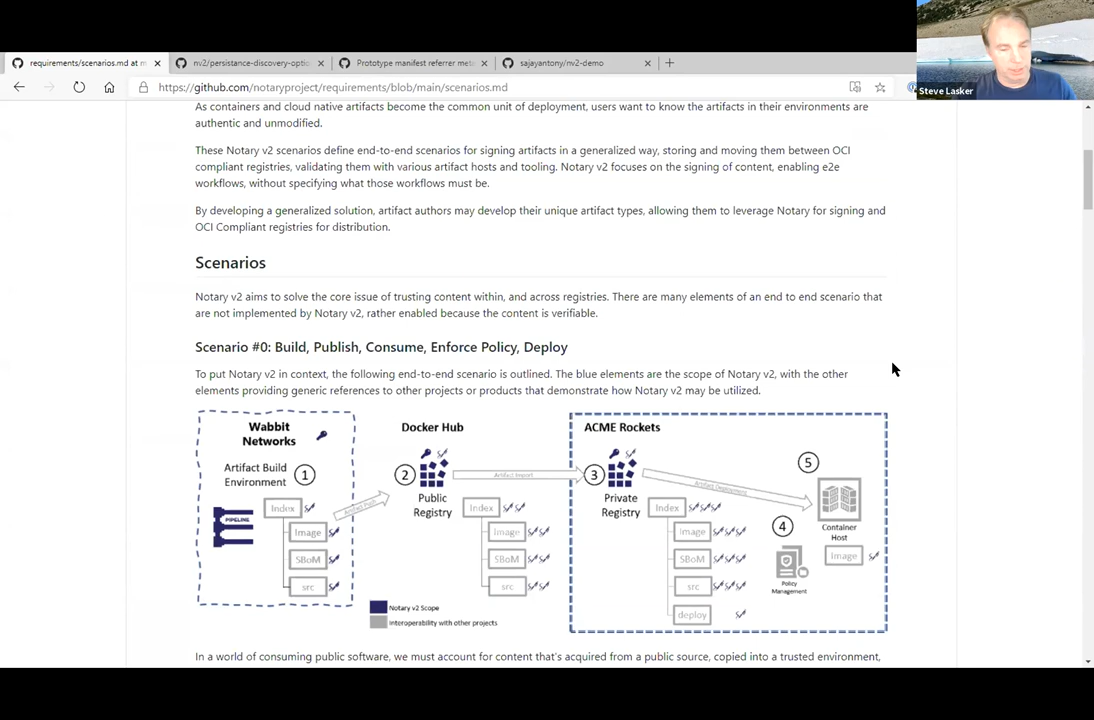 Steve Lasker
requirements/scenarios.md at m
nv2/persistance-discovery-optio
Prototype manifest referrer met
sajayantony/nv2-demo
https://github.com/notaryproject/requirements/blob/main/scenarios.md
As containers and cloud native artifacts become the common unit of deployment, users want to know the artifacts in their environments are
authentic and unmodified.
These Notary v2 scenarios define end-to-end scenarios for signing artifacts in a generalized way, storing and moving them between OCI
compliant registries, validating them with various artifact hosts and tooling. Notary v2 focuses on the signing of content, enabling e2e
workflows, without specifying what those workflows must be.
By developing a generalized solution, artifact authors may develop their unique artifact types, allowing them to leverage Notary for signing and
OCI Compliant registries for distribution.
Scenarios
Notary v2 aims to solve the core issue of trusting content within, and across registries. There are many elements of an end to end scenario that
are not implemented by Notary v2, rather enabled because the content is verifiable.
Scenario #0: Build, Publish, Consume, Enforce Policy, Deploy
To put Notary v2 in context, the following end-to-end scenario is outlined. The blue elements are the scope of Notary v2, with the other
elements providing generic references to other projects or products that demonstrate how Notary v2 may be utilized.
Wabbit
Networks
Artifact Build
Environment
1
PIPELINE
Index
Image
SBoM
src
Artifact Push
Docker Hub
2
Public
Registry
Index
Image
SBoM
src
Artifact Import
ACME Rockets
3
Private
Registry
Index
Image
SBoM
src
deploy
Artifact Deployment
4
Policy
Management
5
Container
Host
Image
Notary v2 Scope
Interoperability with other projects
In a world of consuming public software, we must account for content that's acquired from a public source, copied into a trusted environment,